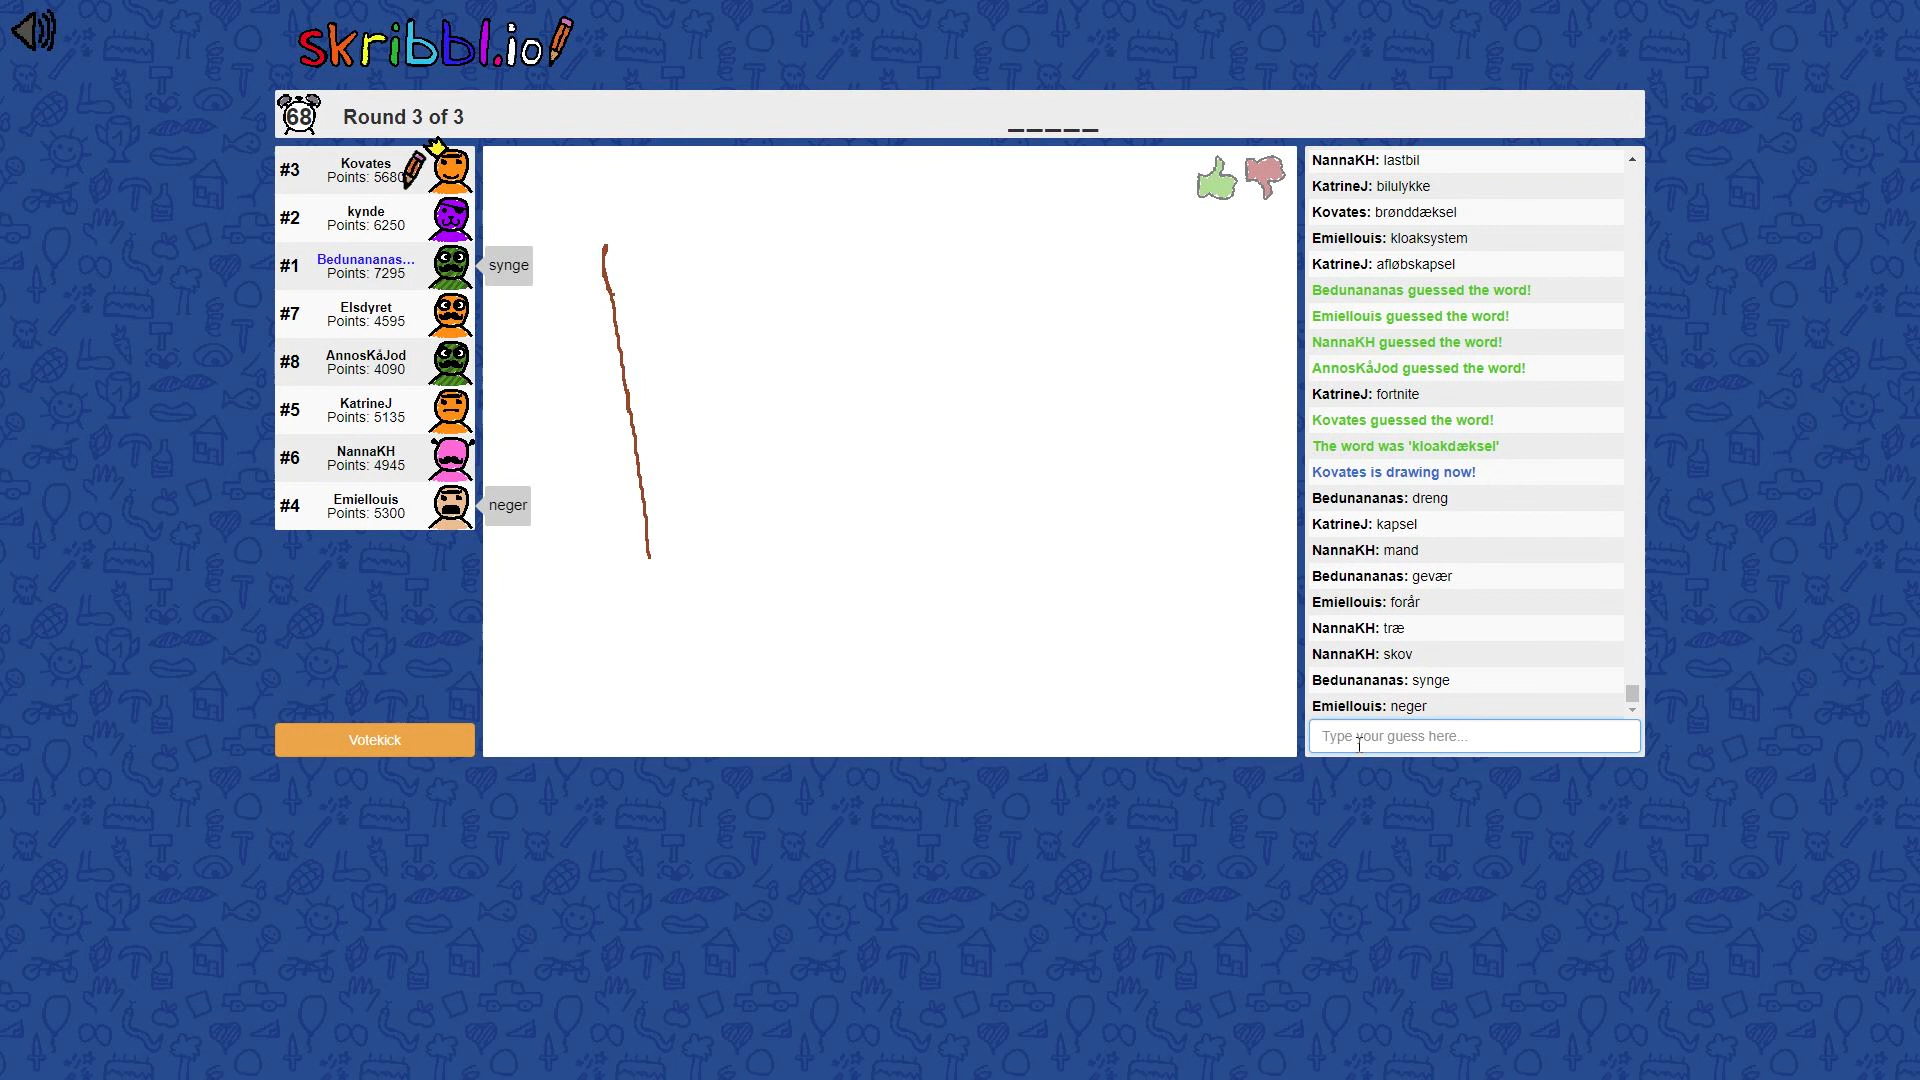 skribbl.io
68
Round 3 of 3
_____
#3
Kovates
Points: 5680
#2
kynde
Points: 6250
#1
Bedunananas...
Points: 7295
synge
#7
Elsdyret
Points: 4595
#8
AnnosKåJod
Points: 4090
#5
KatrineJ
Points: 5135
#6
NannaKH
Points: 4945
#4
Emiellouis
Points: 5300
neger
Votekick
NannaKH: lastbil
KatrineJ: bilulykke
Kovates: brønddæksel
Emiellouis: kloaksystem
KatrineJ: afløbskapsel
Bedunananas guessed the word!
Emiellouis guessed the word!
NannaKH guessed the word!
AnnosKåJod guessed the word!
KatrineJ: fortnite
Kovates guessed the word!
The word was 'kloakdæksel'
Kovates is drawing now!
Bedunananas: dreng
KatrineJ: kapsel
NannaKH: mand
Bedunananas: gevær
Emiellouis: forår
NannaKH: træ
NannaKH: skov
Bedunananas: synge
Emiellouis: neger
Type your guess here...